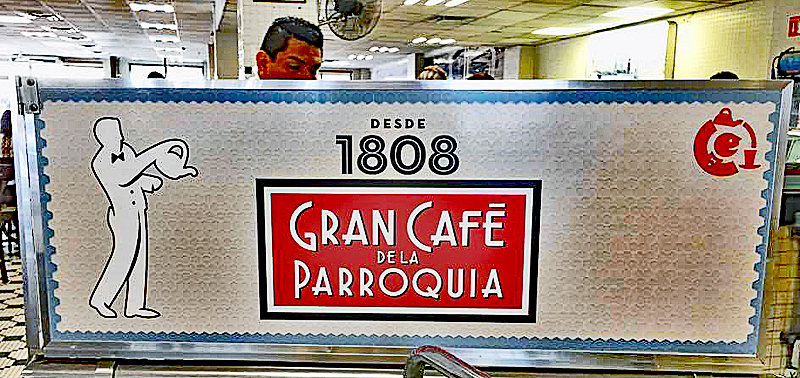 DESDE
1808
GRAN CAFÉ
DE LA
PARROQUIA